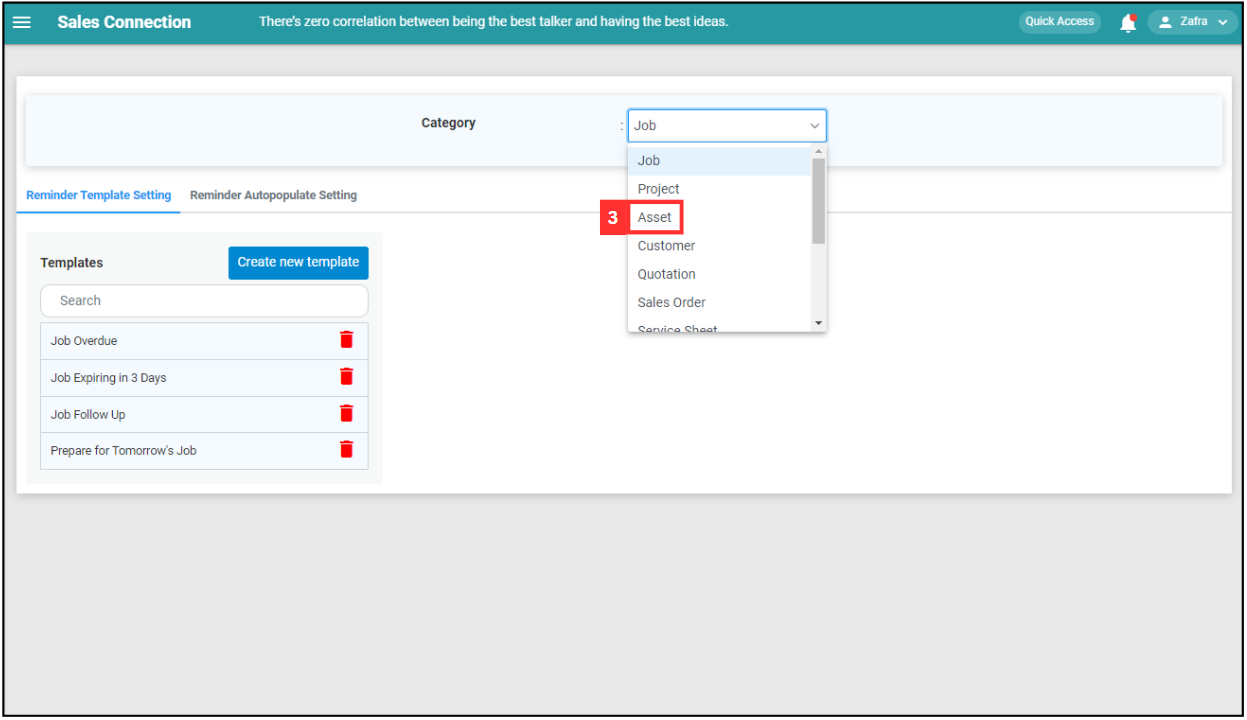 Sales Connection
There's zero correlation between being the best talker and having the best ideas.
Quick Access
Zafra
Category : Job
Job
Project
3 Asset
Customer
Quotation
Sales Order
Service Sheet
Reminder Template Setting
Reminder Autopopulate Setting
Templates
Create new template
Search
Job Overdue
Job Expiring in 3 Days
Job Follow Up
Prepare for Tomorrow's Job